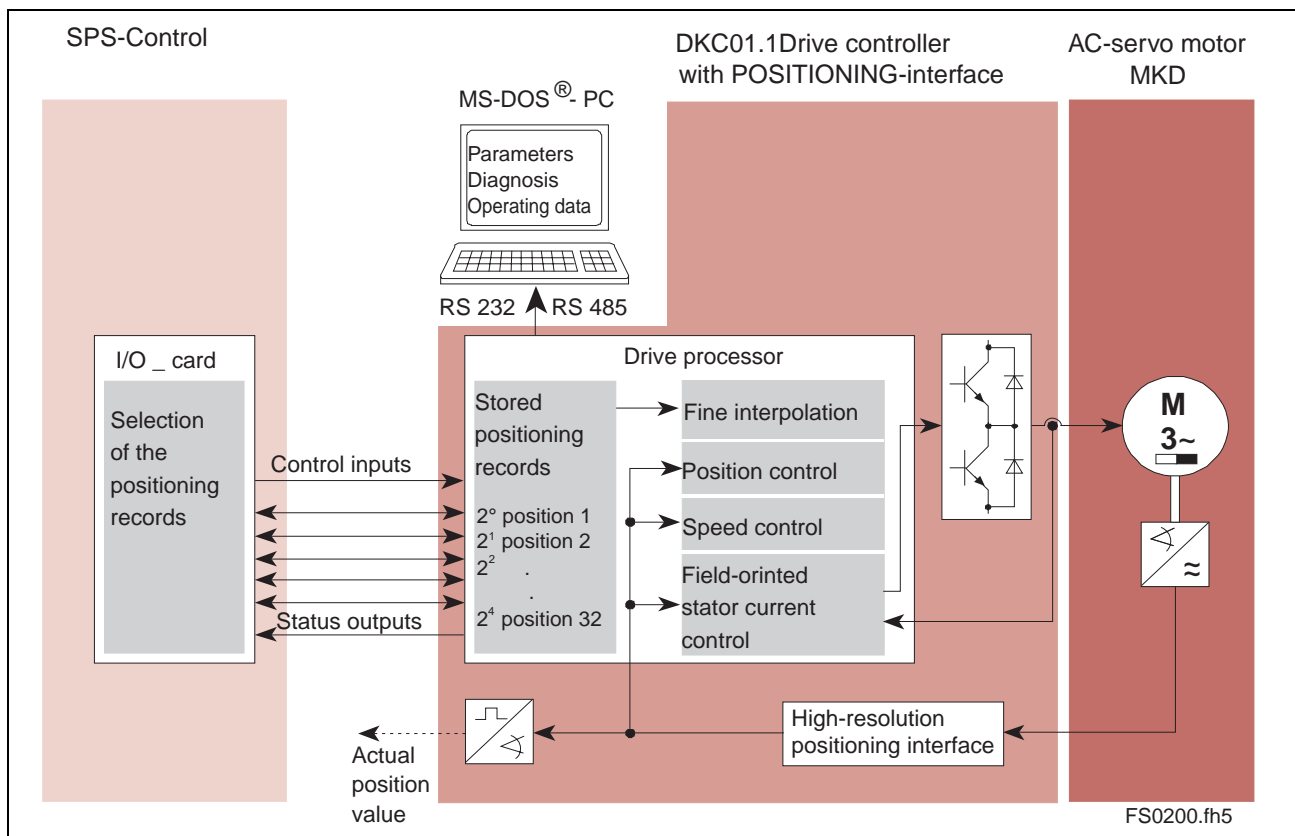 SPS-Control
DKC01.1Drive controller
with POSITIONING-interface
AC-servo motor
MKD
MS-DOS®- PC
Parameters
Diagnosis
Operating data
RS 232
RS 485
I/O _ card
Selection
of the
positioning
records
Control inputs
Status outputs
Drive processor
Stored
positioning
records
2° position 1
2¹ position 2
2² .
.
2⁴ position 32
Fine interpolation
Position control
Speed control
Field-orinted
stator current
control
M
3~
≈
High-resolution
positioning interface
Actual
position
value
FS0200.fh5